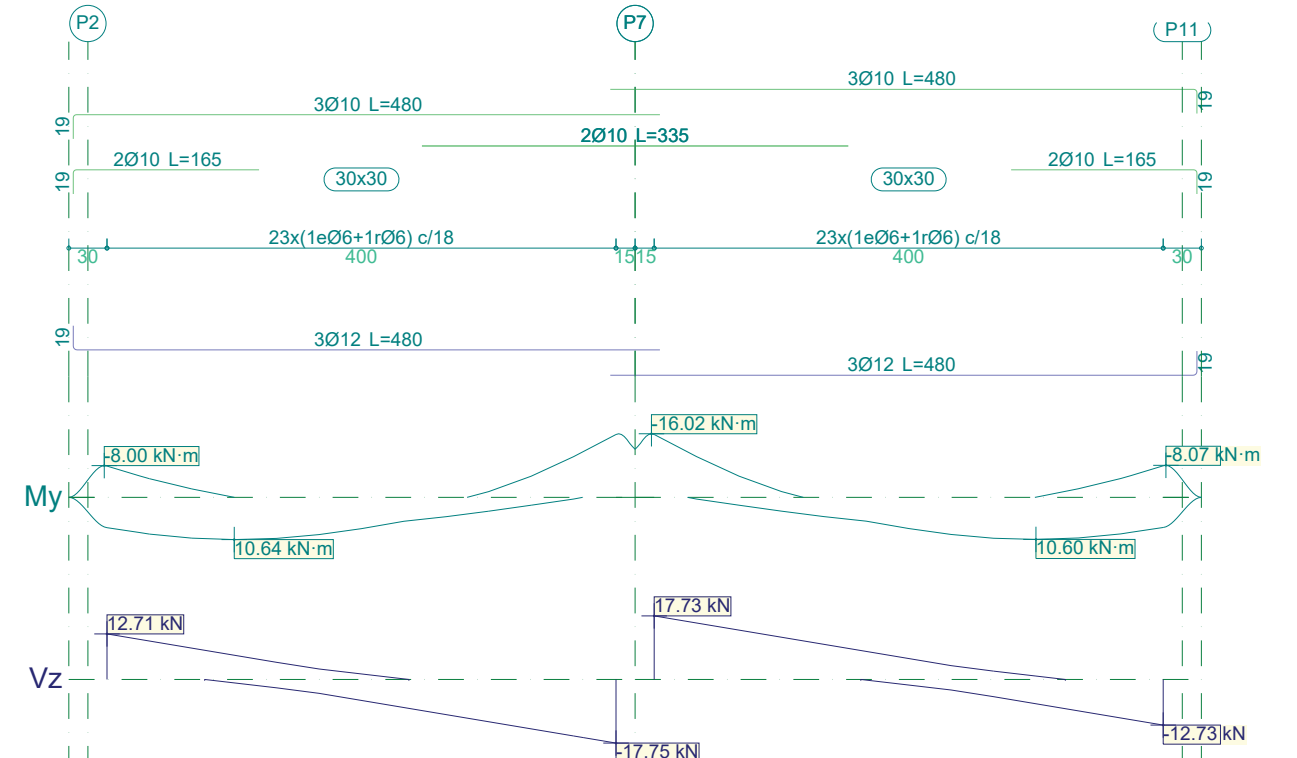 P2
P7
P11
3Ø10 L=480
19
3Ø10 L=480
19
2Ø10 L=335
2Ø10 L=165
2Ø10 L=165
19
30x30
30x30
19
23x(1eØ6+1rØ6) c/18
23x(1eØ6+1rØ6) c/18
30
400
15
15
400
30
19
3Ø12 L=480
3Ø12 L=480
19
-16.02 kN·m
-8.00 kN·m
-8.07 kN·m
My
10.64 kN·m
10.60 kN·m
17.73 kN
12.71 kN
Vz
-12.73 kN
-17.75 kN